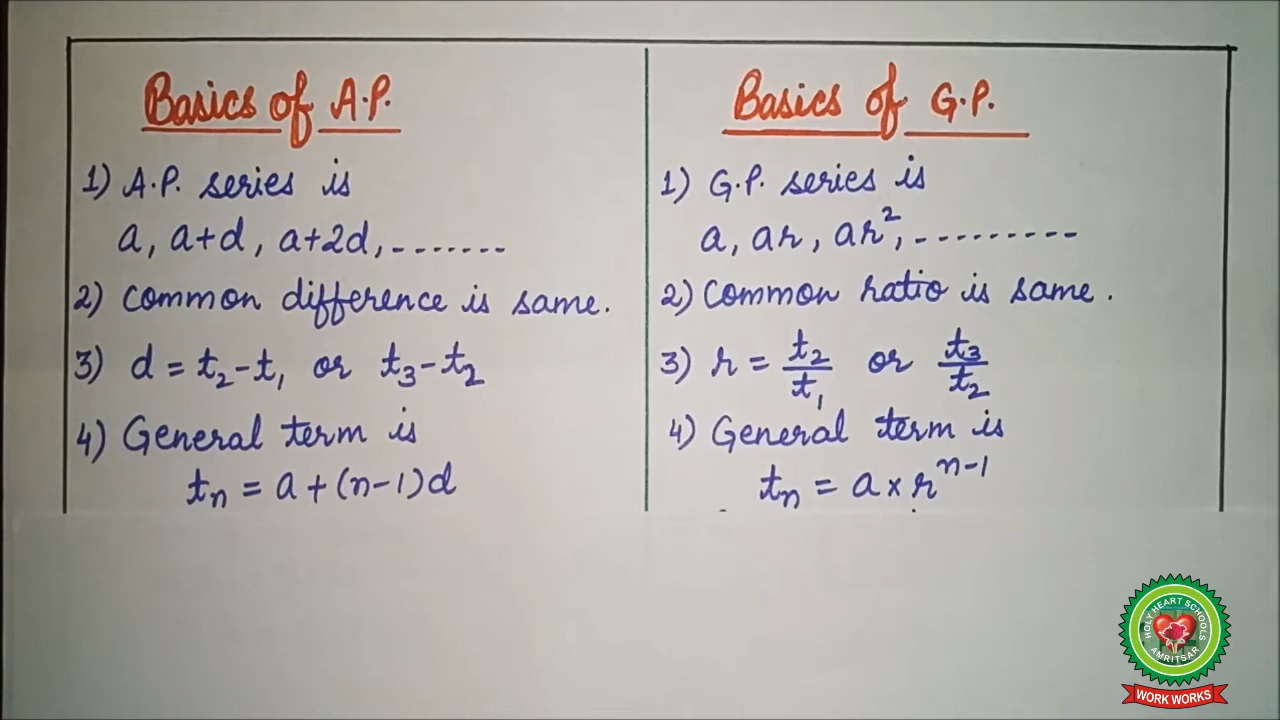 Basics of A.P.
1) A.P. series is
a, a+d, a+2d, -------
2) Common difference is same.
3) d = t₂-t₁ or t₃-t₂
4) General term is
tₙ = a + (n-1)d
Basics of G.P.
1) G.P. series is
a, ar, ar², ---------
2) Common ratio is same.
3) r = t₂/t₁ or t₃/t₂
4) General term is
tₙ = a × rⁿ⁻¹
HOLY HEART SCHOOLS
AMRITSAR
WORK WORKS